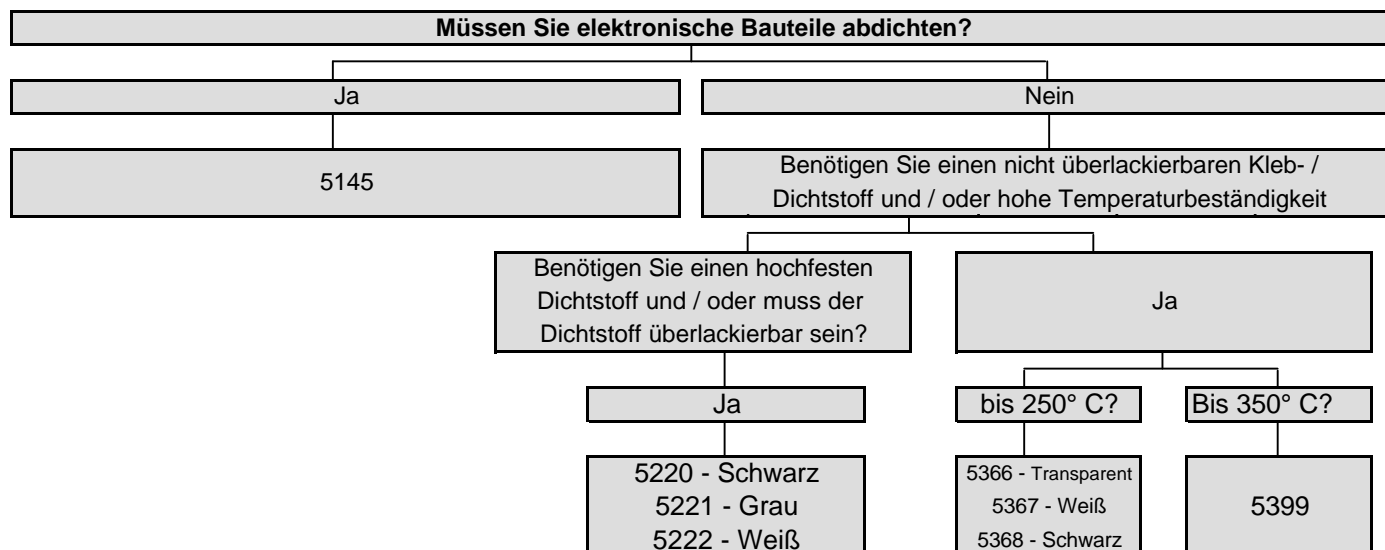 Müssen Sie elektronische Bauteile abdichten?
Ja
Nein
5145
Benötigen Sie einen nicht überlackierbaren Kleb- /
Dichtstoff und / oder hohe Temperaturbeständigkeit
Benötigen Sie einen hochfesten
Dichtstoff und / oder muss der
Dichtstoff überlackierbar sein?
Ja
Ja
bis 250° C?
Bis 350° C?
5220 - Schwarz
5221 - Grau
5222 - Weiß
5366 - Transparent
5367 - Weiß
5368 - Schwarz
5399